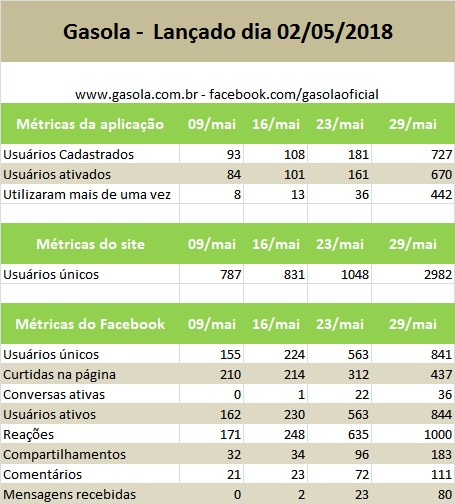 Gasola - Lançado dia 02/05/2018
www.gasola.com.br - facebook.com/gasolaoficial
Métricas da aplicação 09/mai 16/mai 23/mai 29/mai
Usuários Cadastrados 93 108 181 727
Usuários ativados 84 101 161 670
Utilizaram mais de uma vez 8 13 36 442
Métricas do site 09/mai 16/mai 23/mai 29/mai
Usuários únicos 787 831 1048 2982
Métricas do Facebook 09/mai 16/mai 23/mai 29/mai
Usuários únicos 155 224 563 841
Curtidas na página 210 214 312 437
Conversas ativas 0 1 22 36
Usuários ativos 162 230 563 844
Reações 171 248 635 1000
Compartilhamentos 32 34 96 183
Comentários 21 23 72 111
Mensagens recebidas 0 2 23 80